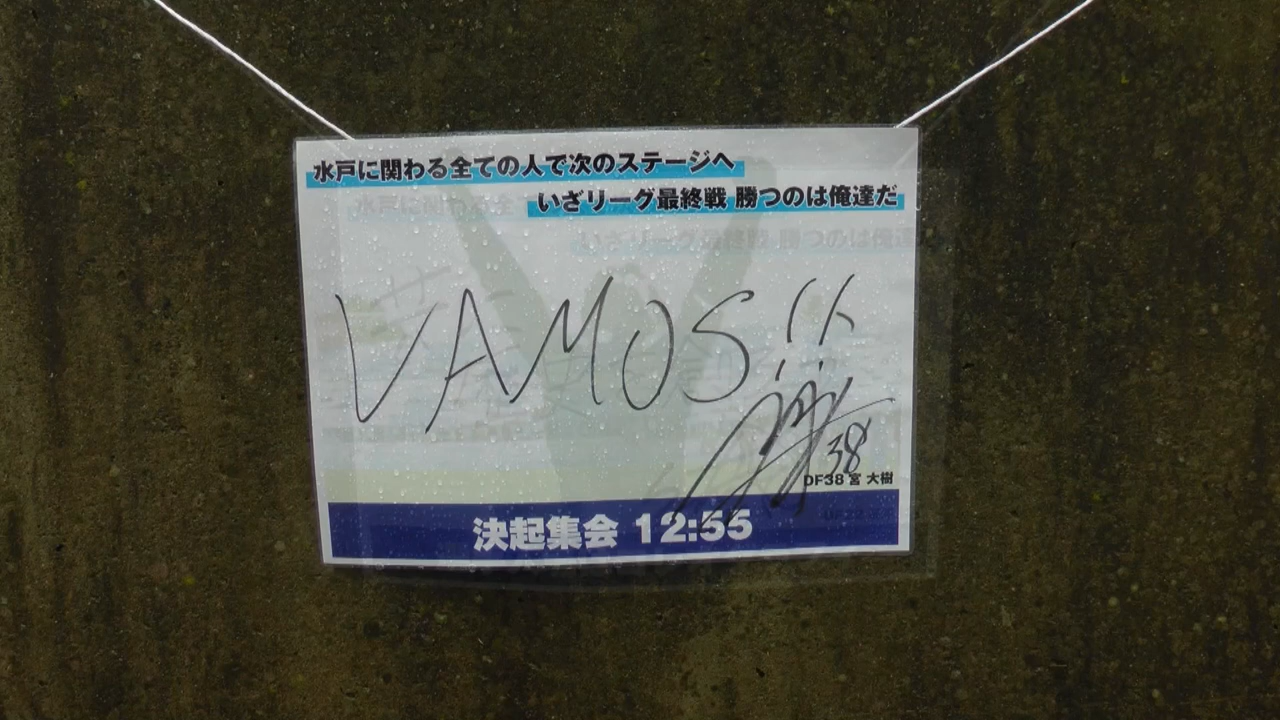 水戸に関わる全ての人で次のステージへ
いざリーグ最終戦 勝つのは俺達だ
VAMOS!!
38
DF38 宮 大樹
決起集会 12:55